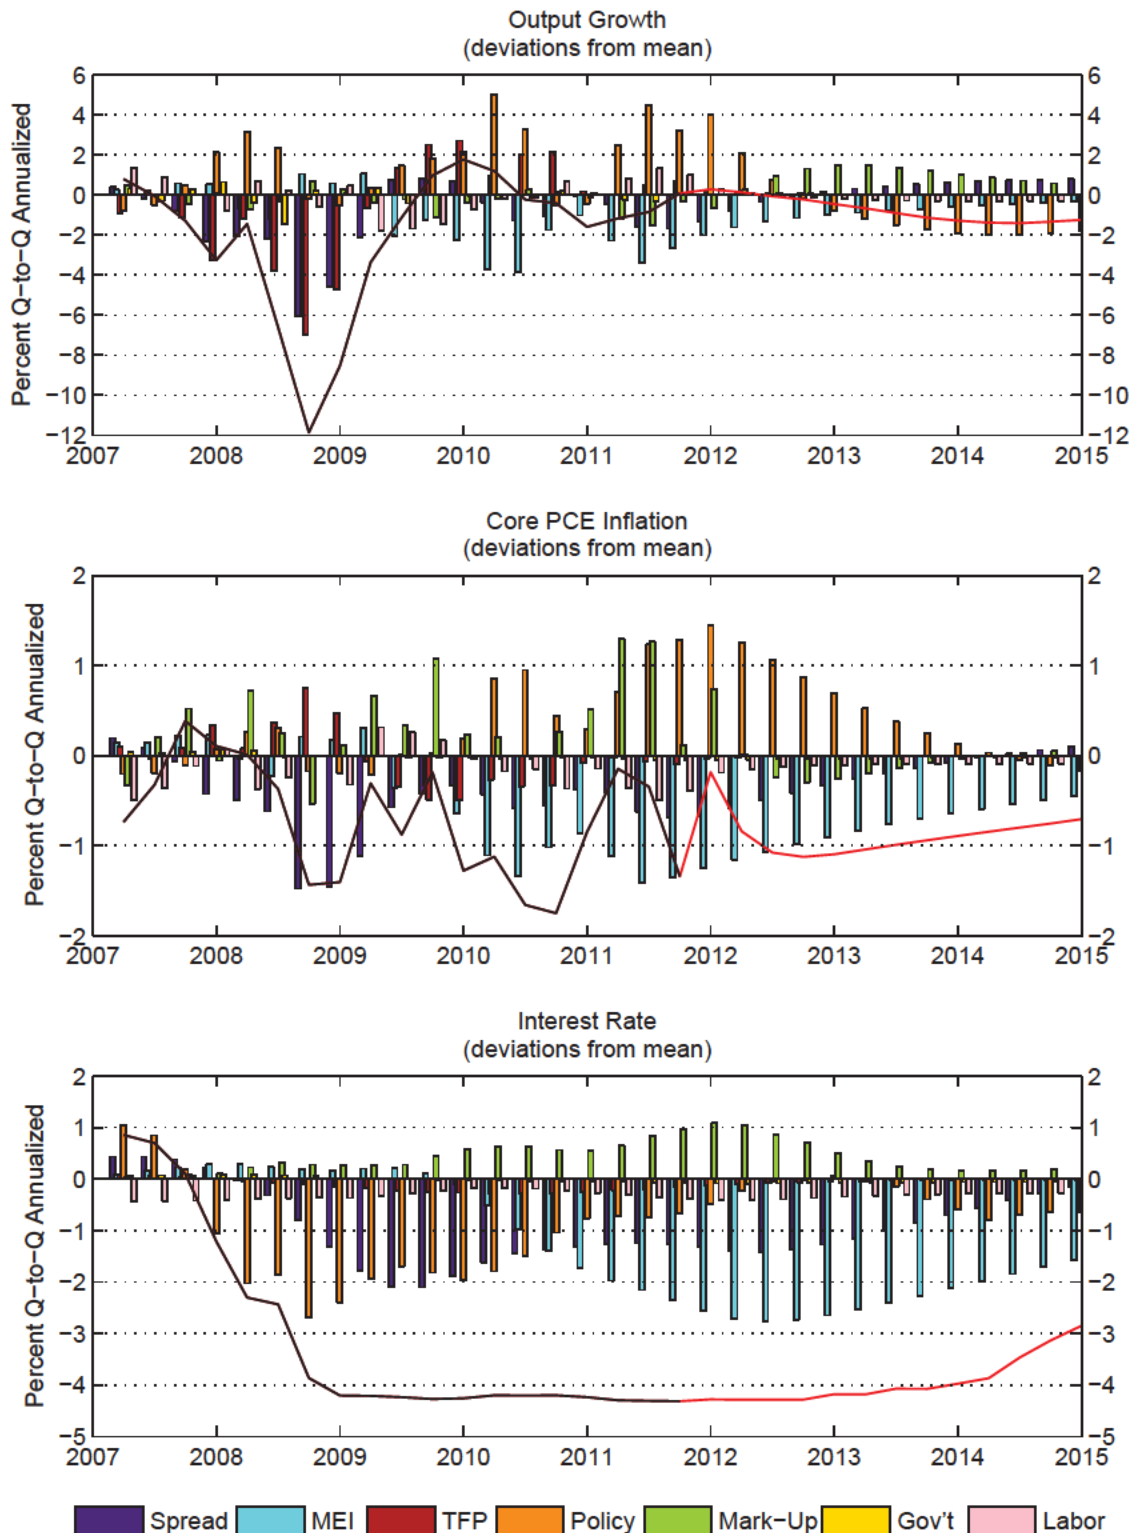 Output Growth
(deviations from mean)
Percent Q−to−Q Annualized
6 6
4 4
2 2
0 0
−2 −2
−4 −4
−6 −6
−8 −8
−10 −10
−12 −12
2007 2008 2009 2010 2011 2012 2013 2014 2015
Core PCE Inflation
(deviations from mean)
Percent Q−to−Q Annualized
2 2
1 1
0 0
−1 −1
−2 −2
2007 2008 2009 2010 2011 2012 2013 2014 2015
Interest Rate
(deviations from mean)
Percent Q−to−Q Annualized
2 2
1 1
0 0
−1 −1
−2 −2
−3 −3
−4 −4
−5 −5
2007 2008 2009 2010 2011 2012 2013 2014 2015
Spread MEI TFP Policy Mark−Up Gov't Labor